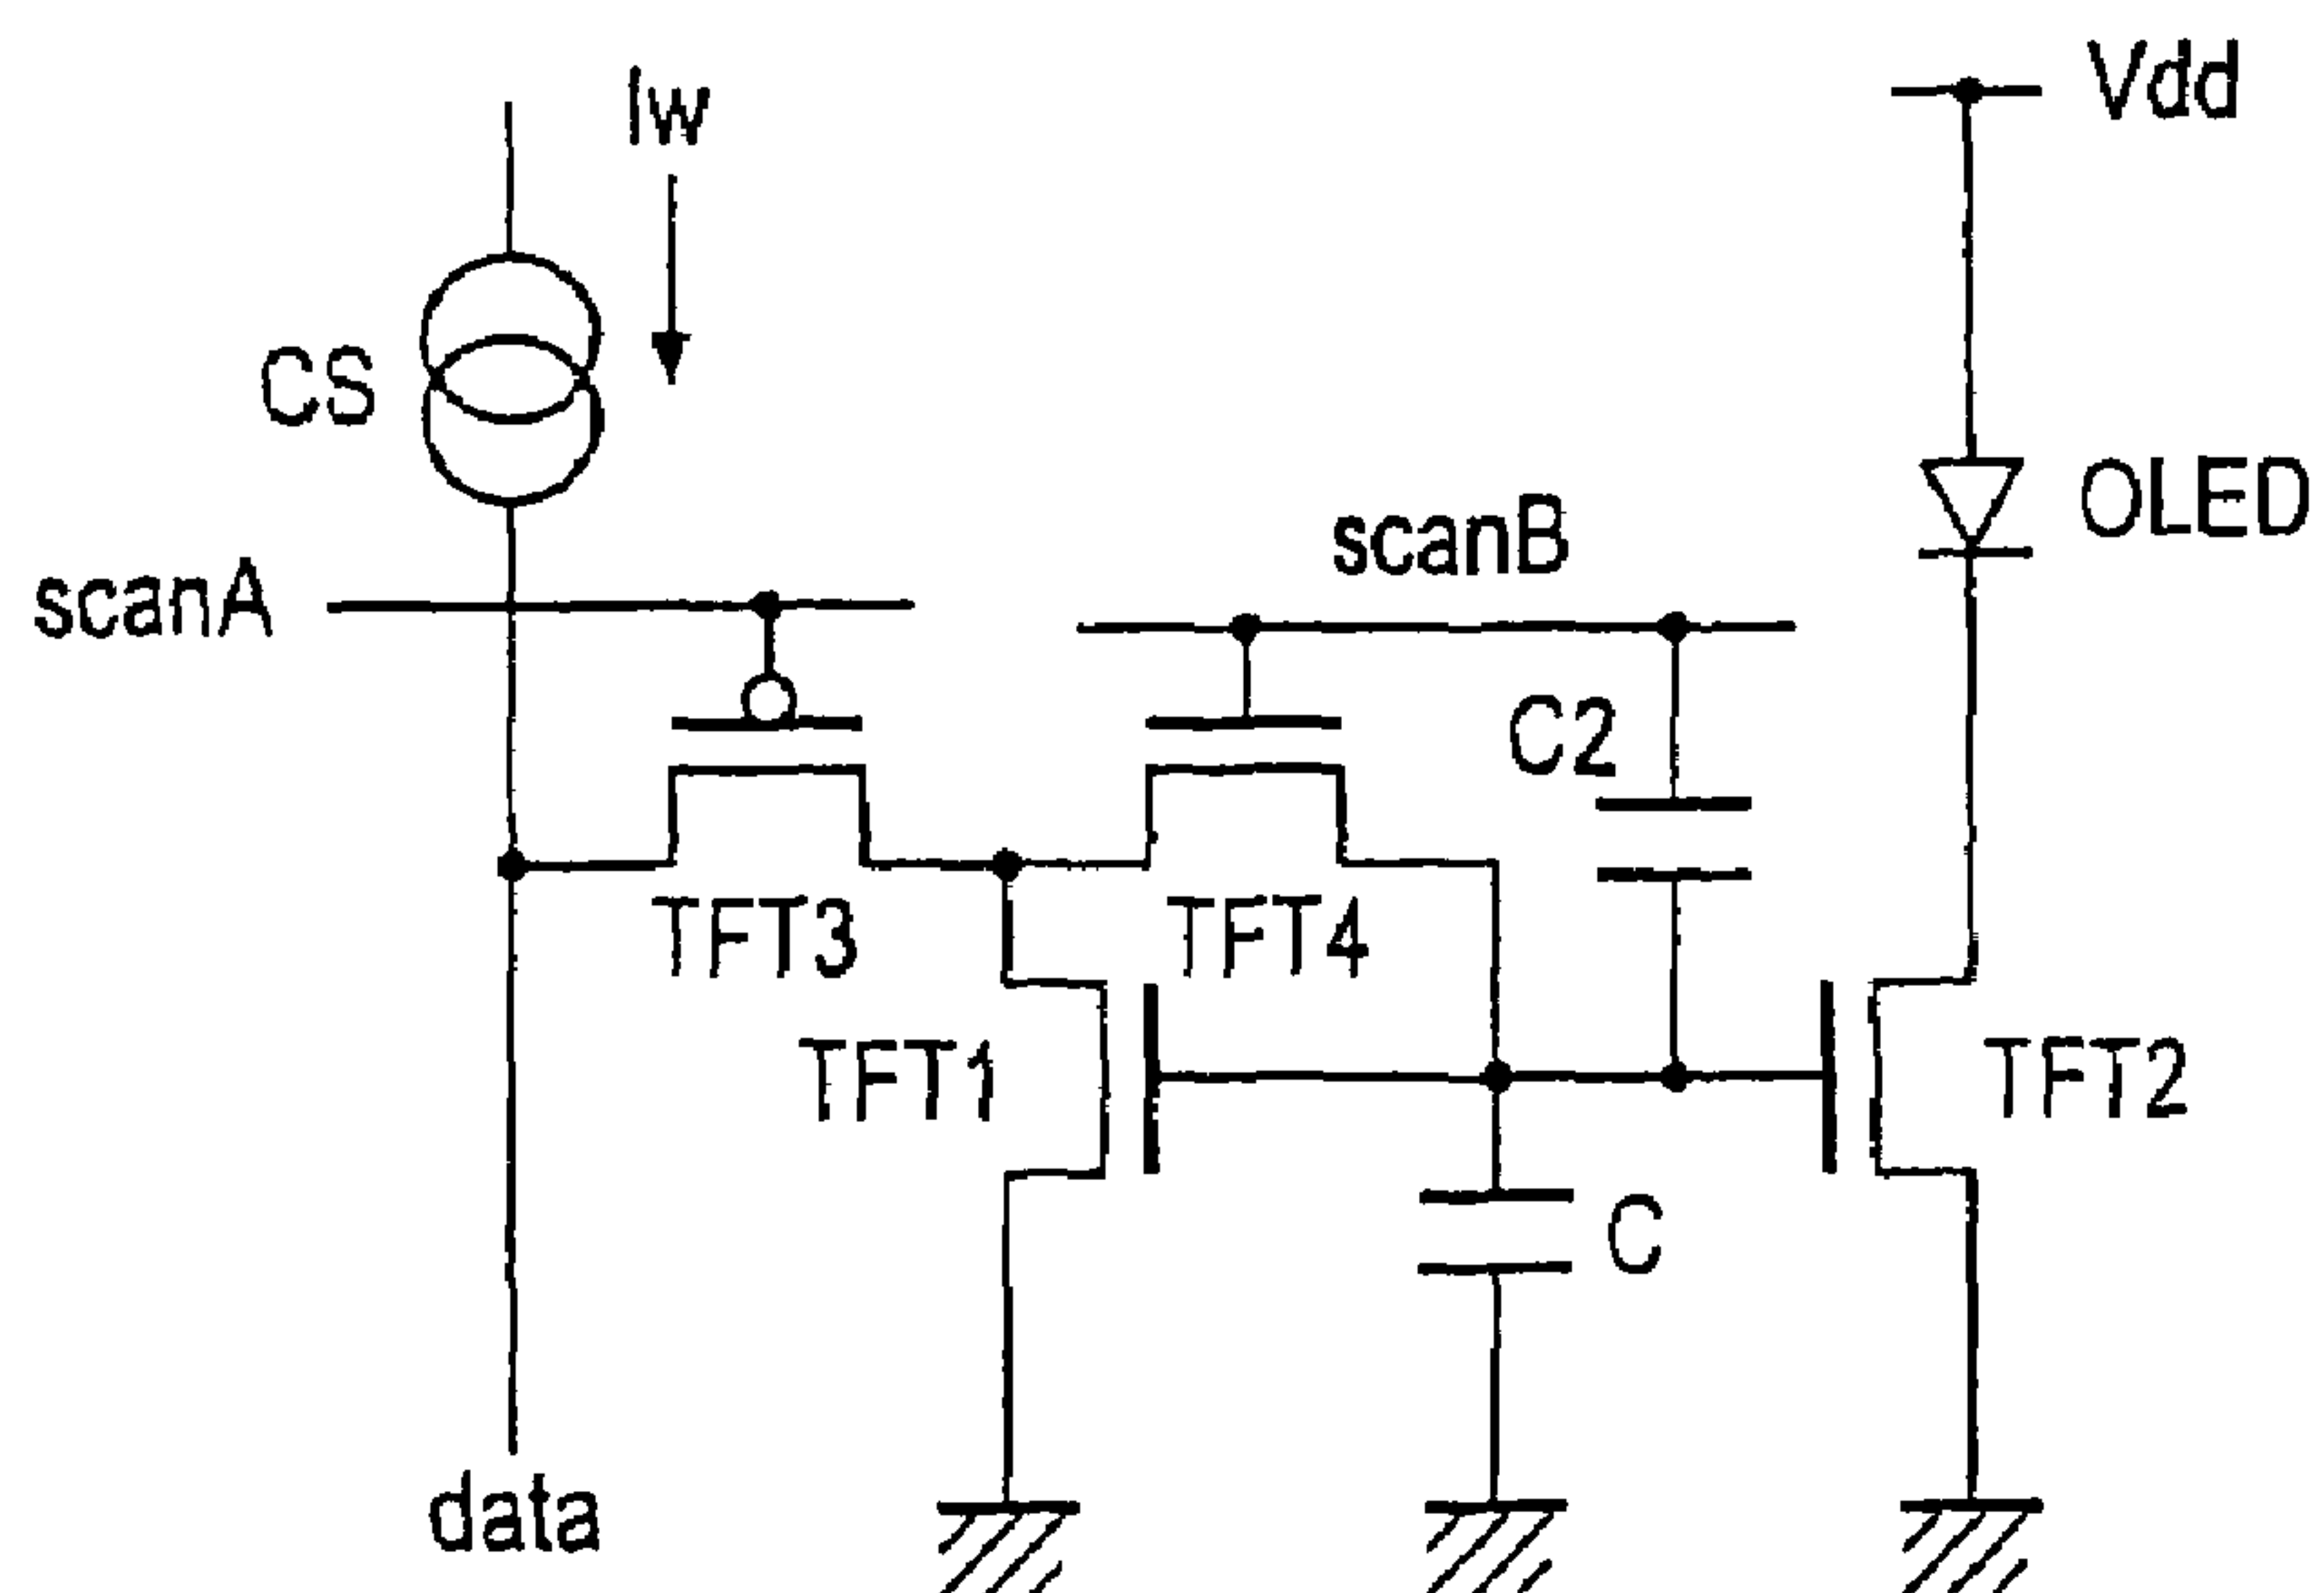 Iw
Vdd
CS
OLED
scanB
scanA
C2
TFT3
TFT4
TFT1
TFT2
C
data